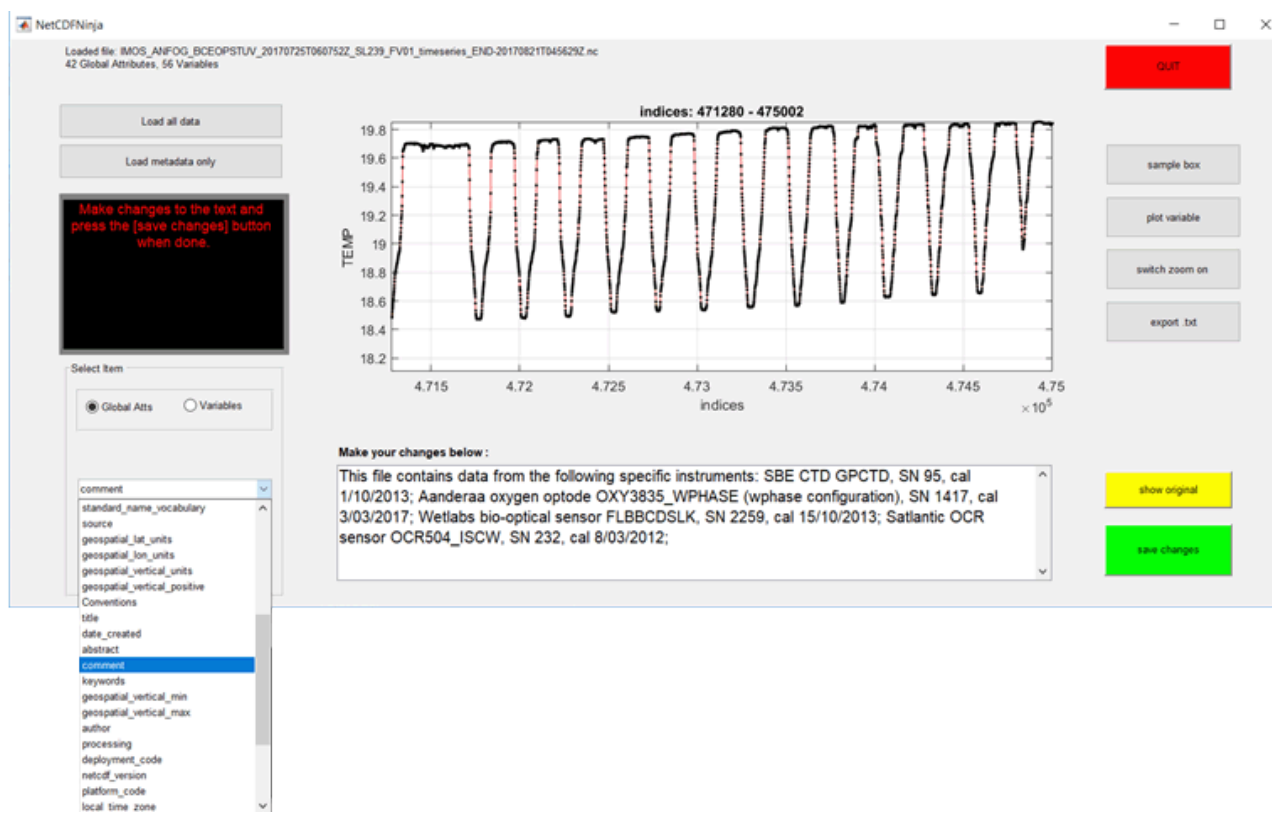 NetCDFNinja
Loaded file: IMOS_ANFOG_BCEOPSTUV_20170725T060752Z_SL239_FV01_timeseries_END-20170821T045629Z.nc
42 Global Attributes, 56 Variables
QUIT
Load all data
Load metadata only
Make changes to the text and
press the [save changes] button
when done.
Select Item
Global Atts
Variables
comment
standard_name_vocabulary
source
geospatial_lat_units
geospatial_lon_units
geospatial_vertical_units
geospatial_vertical_positive
Conventions
title
date_created
abstract
comment
keywords
geospatial_vertical_min
geospatial_vertical_max
author
processing
deployment_code
netcdf_version
platform_code
local_time_zone
indices: 471280 - 475002
TEMP
19.8
19.6
19.4
19.2
19
18.8
18.6
18.4
18.2
4.715 4.72 4.725 4.73 4.735 4.74 4.745 4.75
indices
× 10^5
Make your changes below :
This file contains data from the following specific instruments: SBE CTD GPCTD, SN 95, cal
1/10/2013; Aanderaa oxygen optode OXY3835_WPHASE (wphase configuration), SN 1417, cal
3/03/2017; Wetlabs bio-optical sensor FLBBCDSLK, SN 2259, cal 15/10/2013; Satlantic OCR
sensor OCR504_ISCW, SN 232, cal 8/03/2012;
sample box
plot variable
switch zoom on
export .txt
show original
save changes